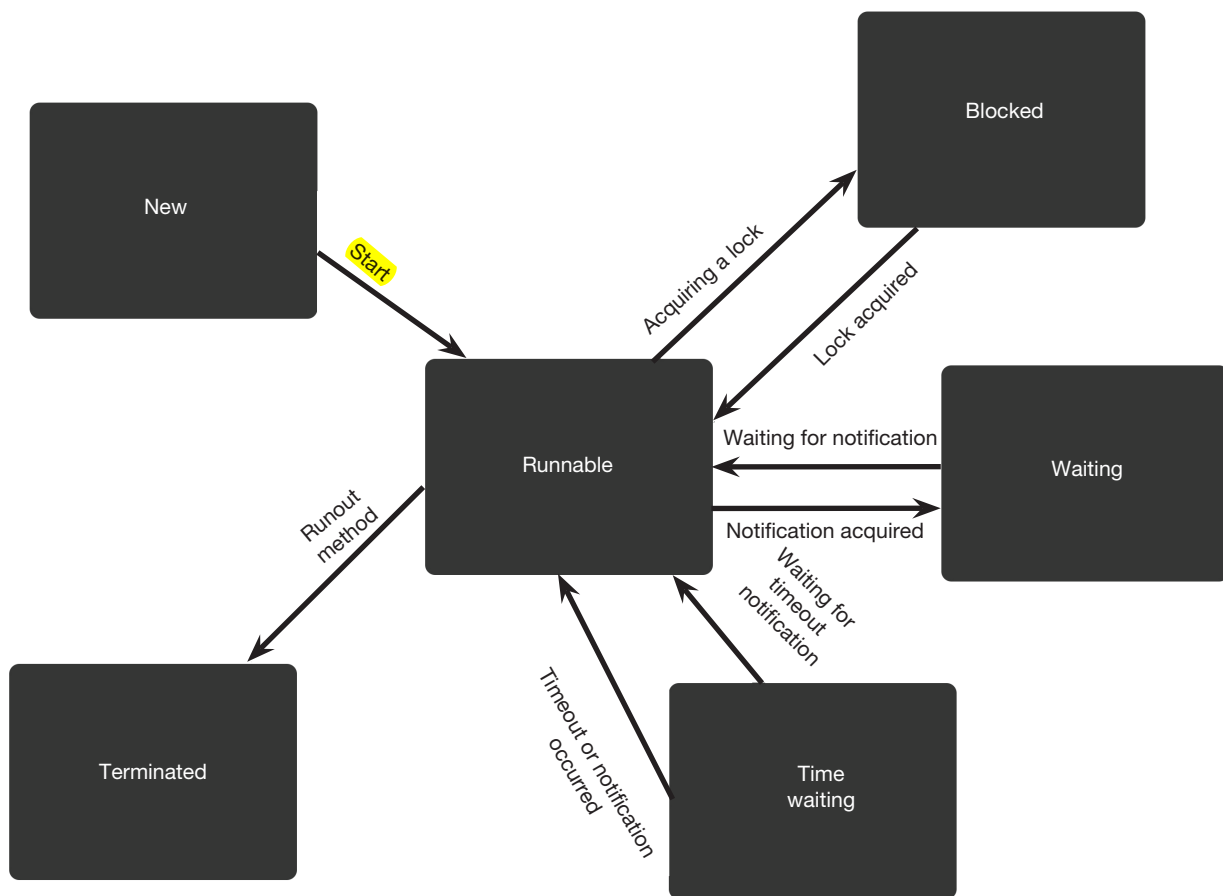 Blocked
New
Start
Acquiring a lock
Lock acquired
Runnable
Waiting for notification
Waiting
Notification acquired
Runout
method
Waiting for
timeout
notification
Timeout or notification
occurred
Terminated
Time
waiting